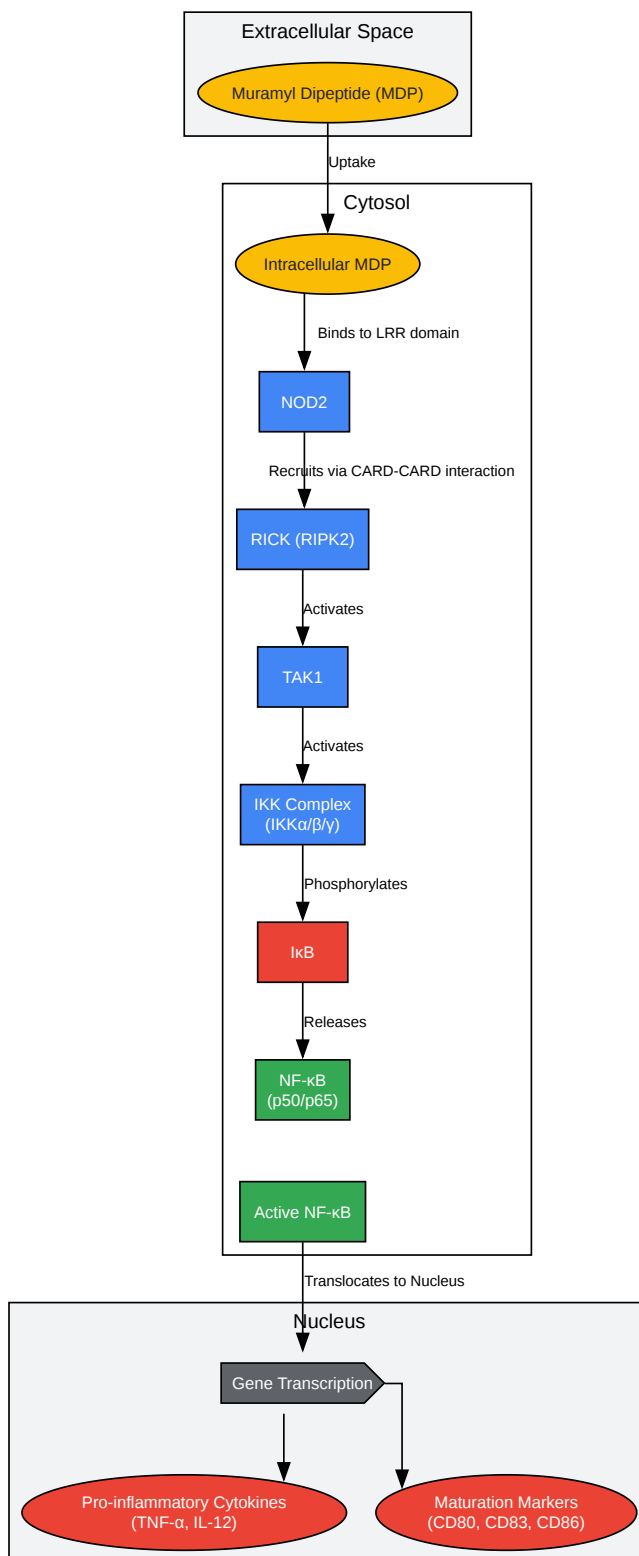 Extracellular Space
Muramyl Dipeptide (MDP)
Uptake
Cytosol
Intracellular MDP
Binds to LRR domain
NOD2
Recruits via CARD-CARD interaction
RICK (RIPK2)
Activates
TAK1
Activates
IKK Complex
(IKKα/β/γ)
Phosphorylates
IκB
Releases
NF-κB
(p50/p65)
Active NF-κB
Translocates to Nucleus
Nucleus
Gene Transcription
Pro-inflammatory Cytokines
(TNF-α, IL-12)
Maturation Markers
(CD80, CD83, CD86)